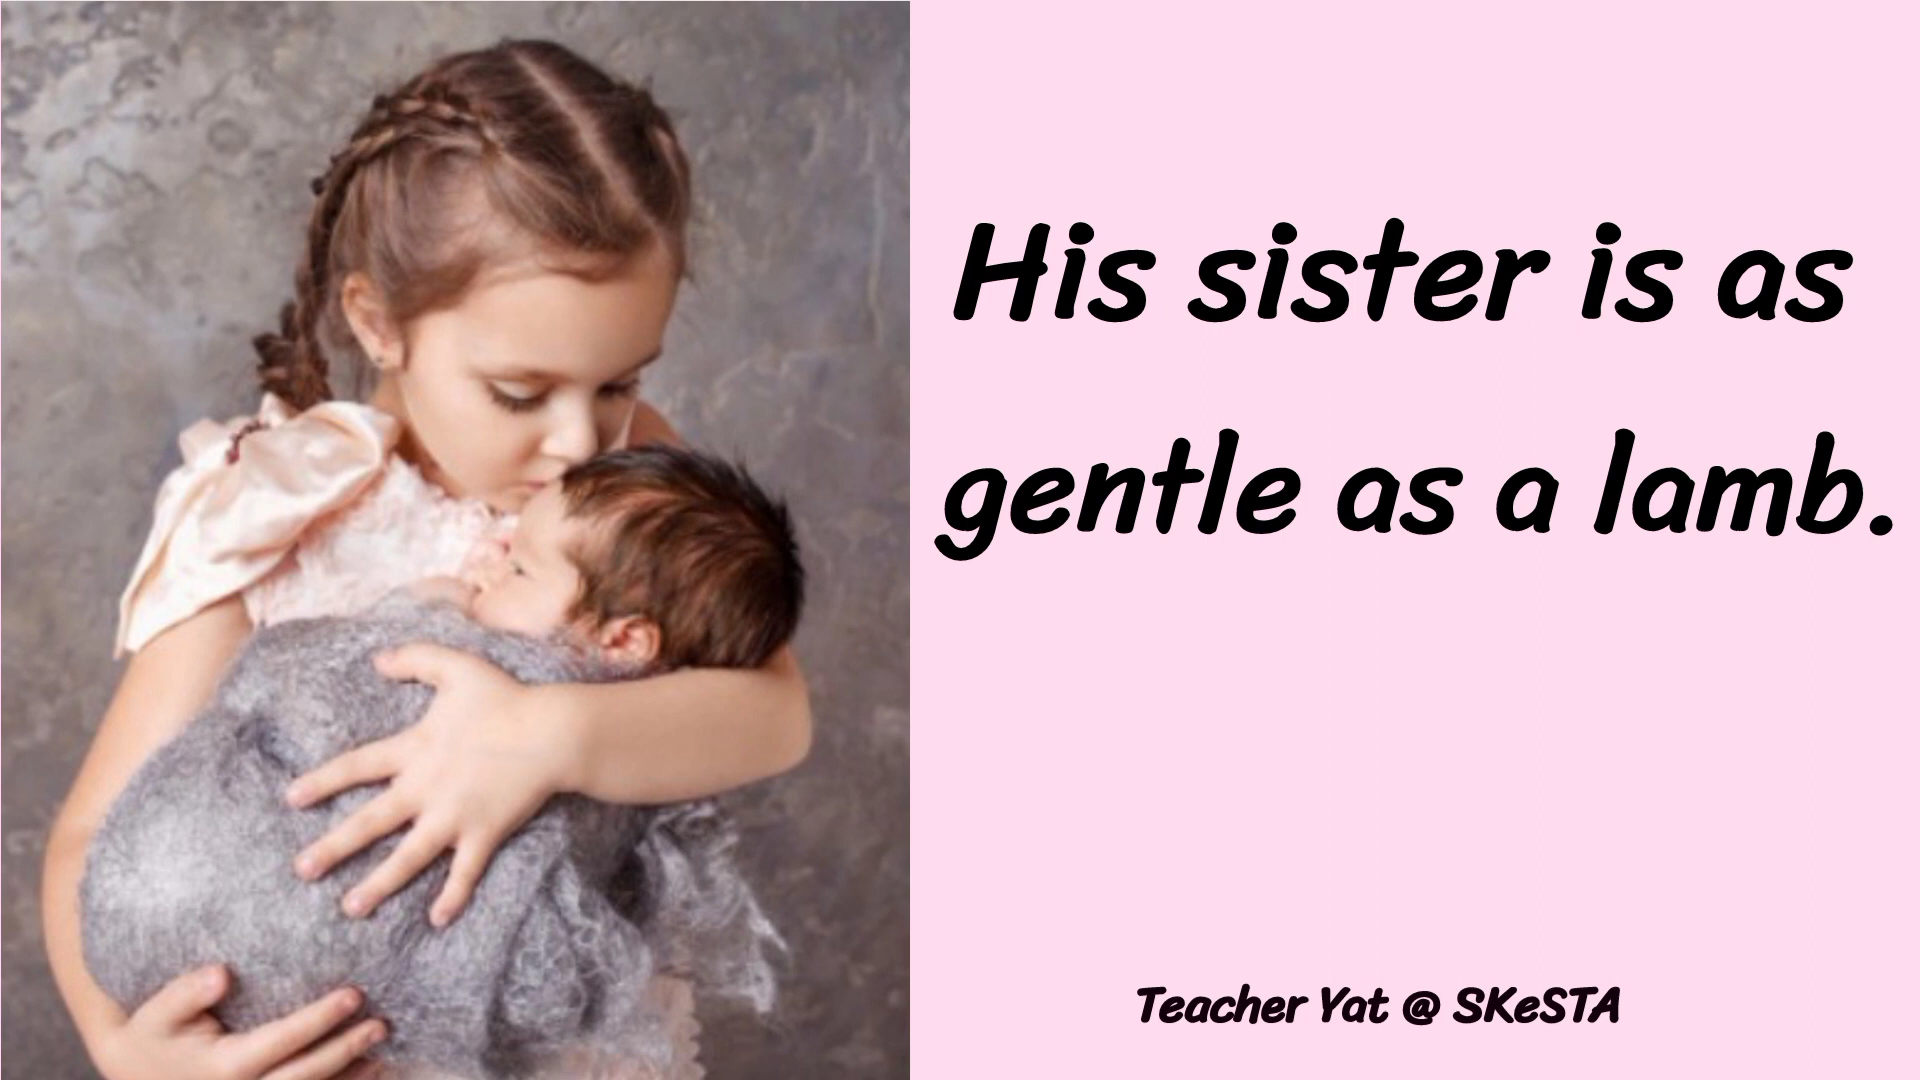 His sister is as
gentle as a lamb.
Teacher Yat @ SKeSTA